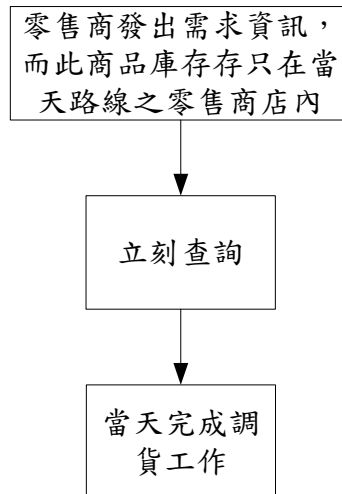 零售商發出需求資訊，
而此商品庫存存只在當
天路線之零售商店內
立刻查詢
當天完成調
貨工作